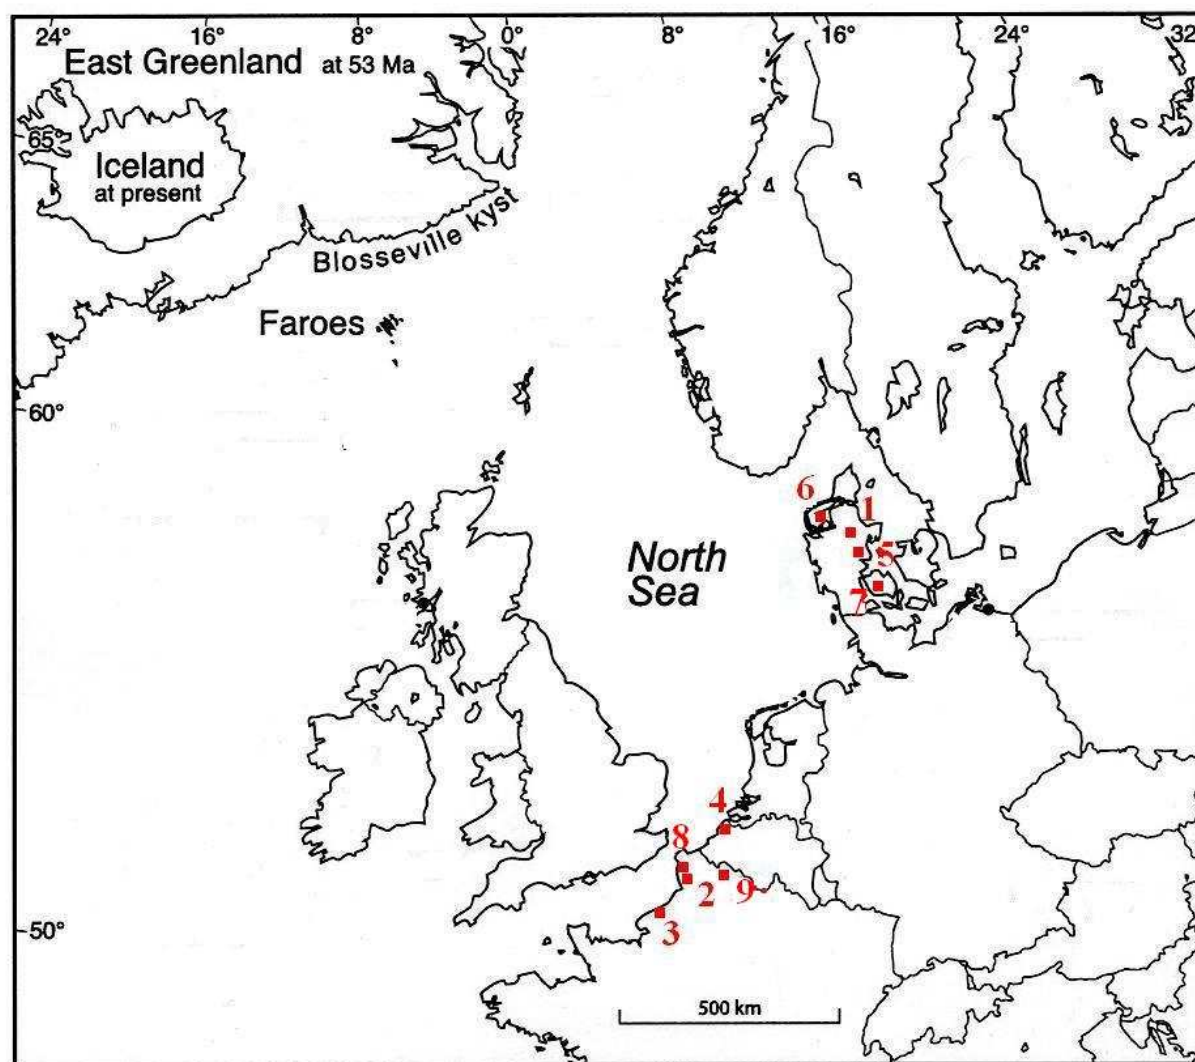 24° 16° 8° 0° 8° 16° 24° 32°
East Greenland at 53 Ma
65°
Iceland
at present
Blosseville kyst
Faroes
60°
6
1
North
Sea
5
7
4
8
2
9
3
50°
500 km